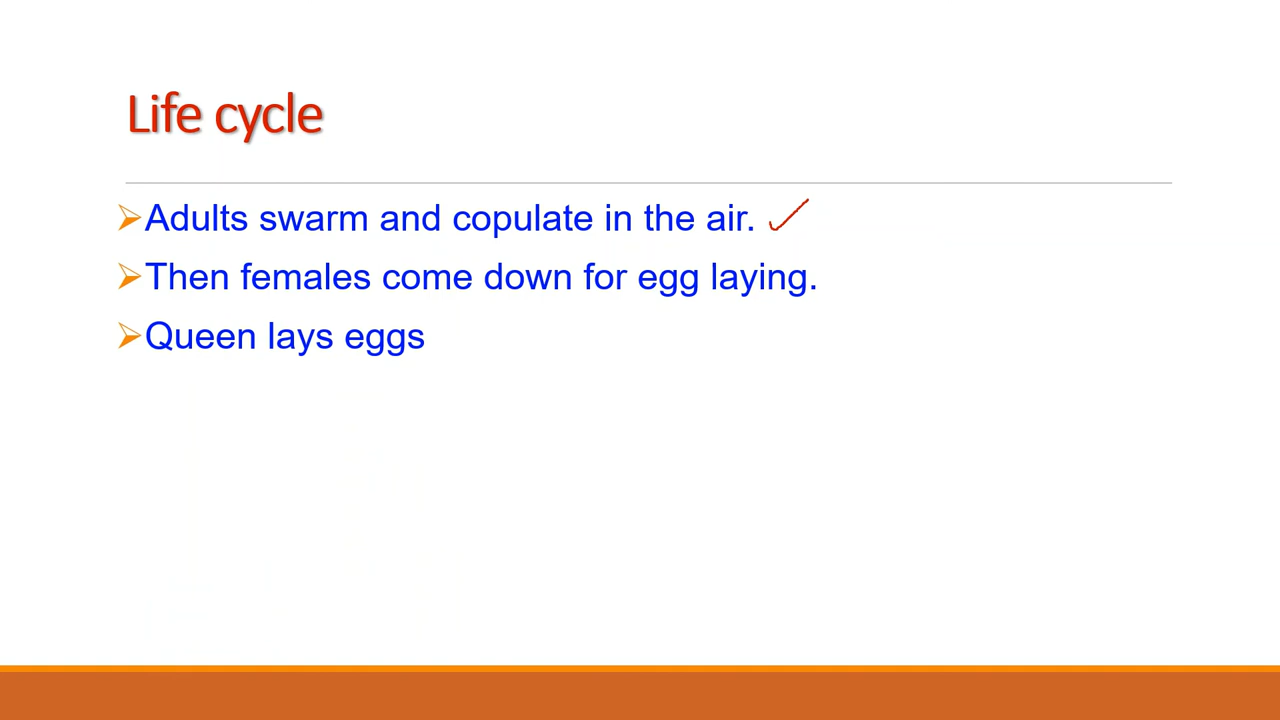 Life cycle
Adults swarm and copulate in the air.
Then females come down for egg laying.
Queen lays eggs